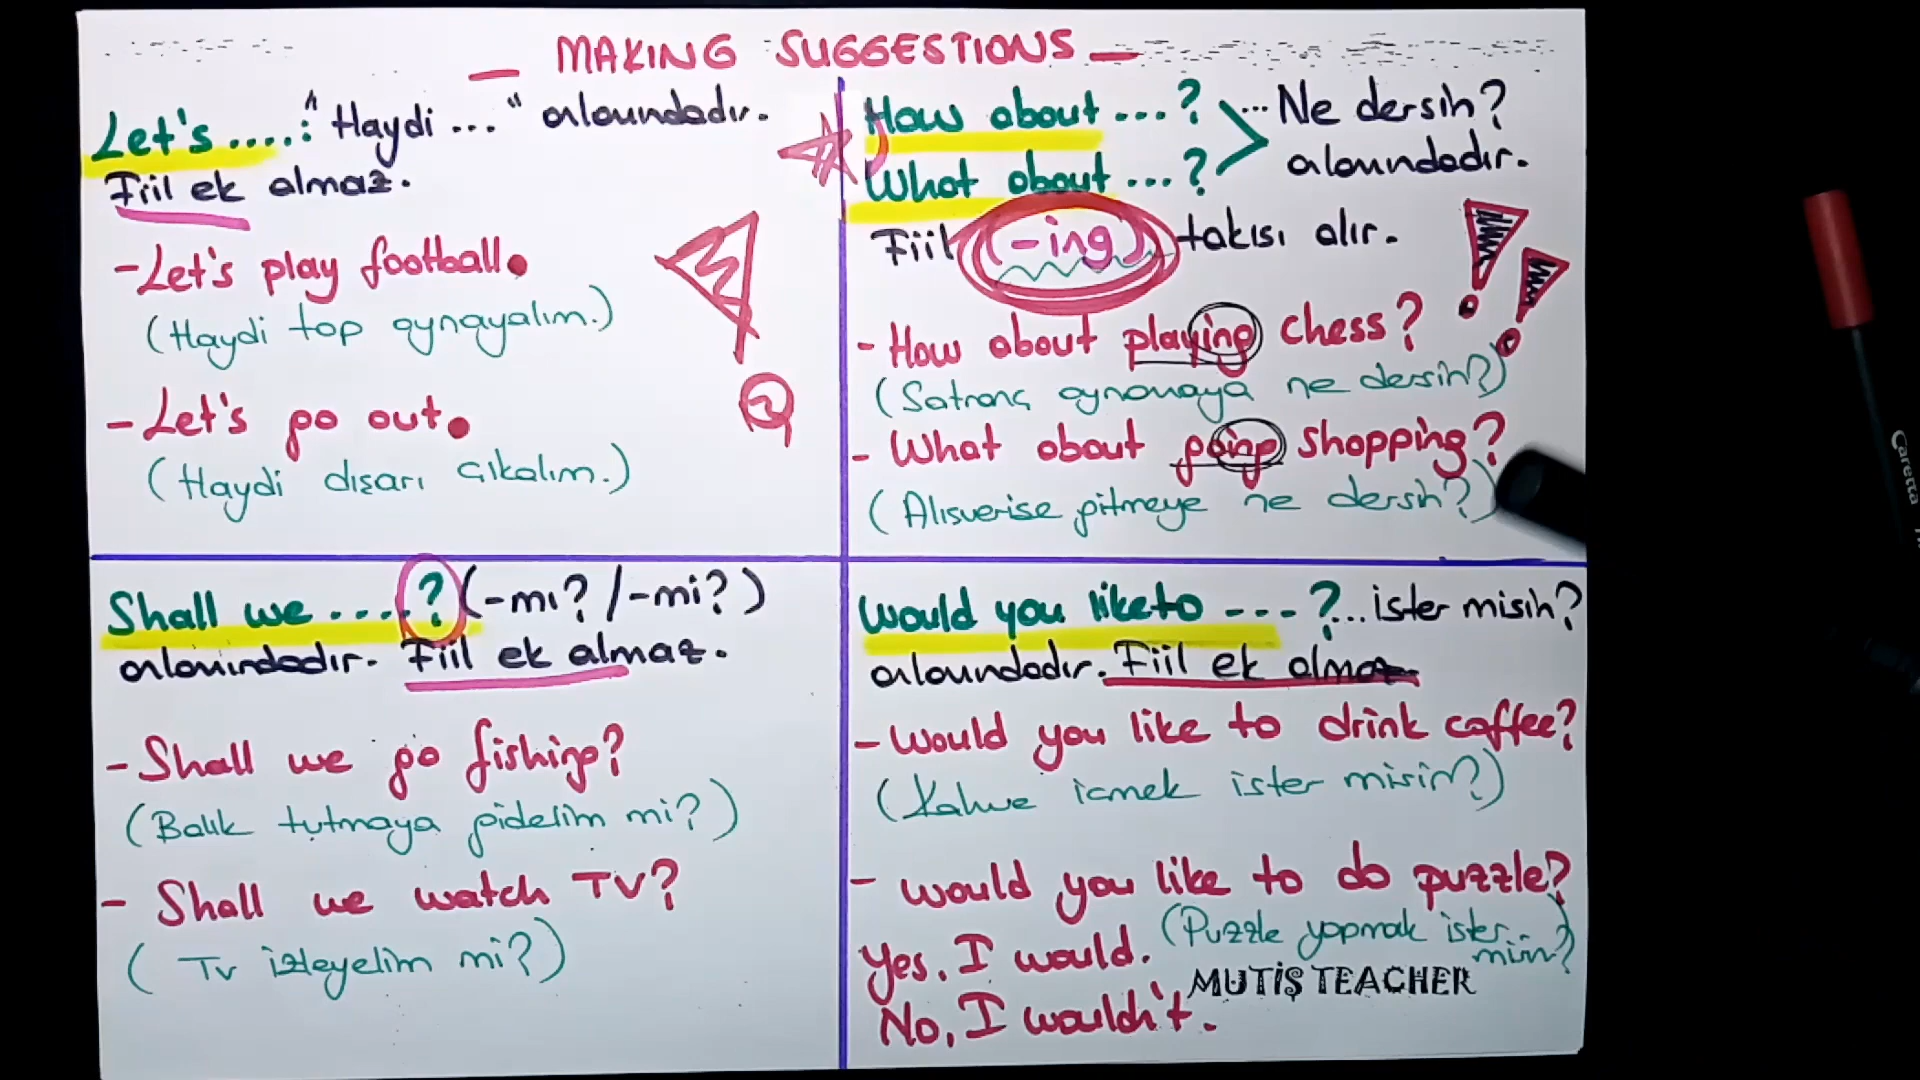 MAKING SUGGESTIONS
Let's ....: "Haydi ..." anlamındadır.
Fiil ek almaz.
- Let's play football.
(Haydi top oynayalım.)
- Let's go out.
(Haydi dışarı çıkalım.)
How about ...?
What about ...?
... Ne dersin?
anlamındadır.
Fiil (-ing) takısı alır.
- How about playing chess?
(Satranç oynamaya ne dersin?)
- What about going shopping?
(Alışverişe gitmeye ne dersin?)
Shall we ....? (-mı? / -mi?)
anlamındadır. Fiil ek almaz.
- Shall we go fishing?
(Balık tutmaya gidelim mi?)
- Shall we watch TV?
(Tv izleyelim mi?)
Would you like to ---? ... ister misin?
anlamındadır. Fiil ek almaz
- Would you like to drink coffee?
(Kahve içmek ister misin?)
- Would you like to do puzzle?
(Puzzle yapmak ister misin?)
Yes, I would.
No, I wouldn't.
MUTİŞ TEACHER
Caretta